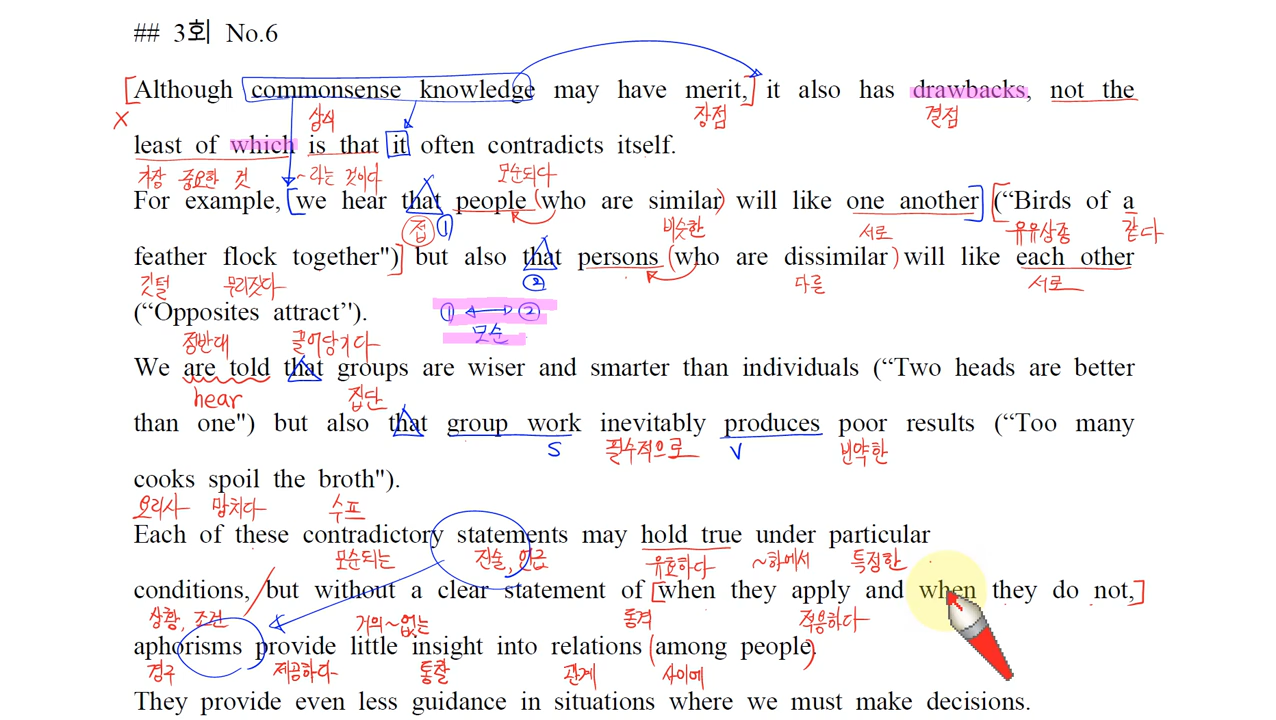 ## 3회 No.6
Although commonsense knowledge may have merit, it also has drawbacks, not the
X 상식 장점 결점
least of which is that it often contradicts itself.
가장 중요한 것 ~라는 것이다 모순되다
For example, we hear that people (who are similar) will like one another ("Birds of a
접 ① 비슷한 서로 유유상종 같다
feather flock together") but also that persons (who are dissimilar) will like each other
깃털 무리짓다 ② 다른 서로
("Opposites attract").
① ↔ ②
정반대 끌어당기다 모순
We are told that groups are wiser and smarter than individuals ("Two heads are better
hear 집단
than one") but also that group work inevitably produces poor results ("Too many
S 필수적으로 V 빈약한
cooks spoil the broth").
요리사 망치다 수프
Each of these contradictory statements may hold true under particular
모순되는 진술, 언급 유효하다 ~하에서 특정한
conditions, but without a clear statement of [when they apply and when they do not,]
상황, 조건 거의 ~없는 통격 적용하다
aphorisms provide little insight into relations (among people).
경구 제공하다 통찰 관계 사이에
They provide even less guidance in situations where we must make decisions.